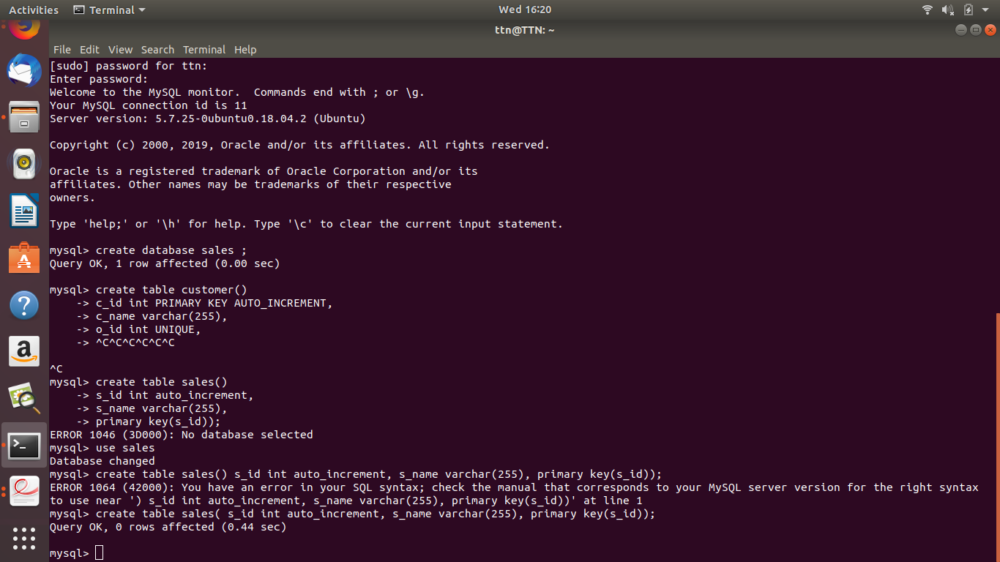 Activities Terminal Wed 16:20
ttn@TTN: ~
File Edit View Search Terminal Help
[sudo] password for ttn:
Enter password:
Welcome to the MySQL monitor.  Commands end with ; or \g.
Your MySQL connection id is 11
Server version: 5.7.25-0ubuntu0.18.04.2 (Ubuntu)
Copyright (c) 2000, 2019, Oracle and/or its affiliates. All rights reserved.
Oracle is a registered trademark of Oracle Corporation and/or its
affiliates. Other names may be trademarks of their respective
owners.
Type 'help;' or '\h' for help. Type '\c' to clear the current input statement.
mysql> create database sales ;
Query OK, 1 row affected (0.00 sec)
mysql> create table customer()
    -> c_id int PRIMARY KEY AUTO_INCREMENT,
    -> c_name varchar(255),
    -> o_id int UNIQUE,
    -> ^C^C^C^C^C^C
^C
mysql> create table sales()
    -> s_id int auto_increment,
    -> s_name varchar(255),
    -> primary key(s_id));
ERROR 1046 (3D000): No database selected
mysql> use sales
Database changed
mysql> create table sales() s_id int auto_increment, s_name varchar(255), primary key(s_id));
ERROR 1064 (42000): You have an error in your SQL syntax; check the manual that corresponds to your MySQL server version for the right syntax
to use near ') s_id int auto_increment, s_name varchar(255), primary key(s_id))' at line 1
mysql> create table sales( s_id int auto_increment, s_name varchar(255), primary key(s_id));
Query OK, 0 rows affected (0.44 sec)
mysql>